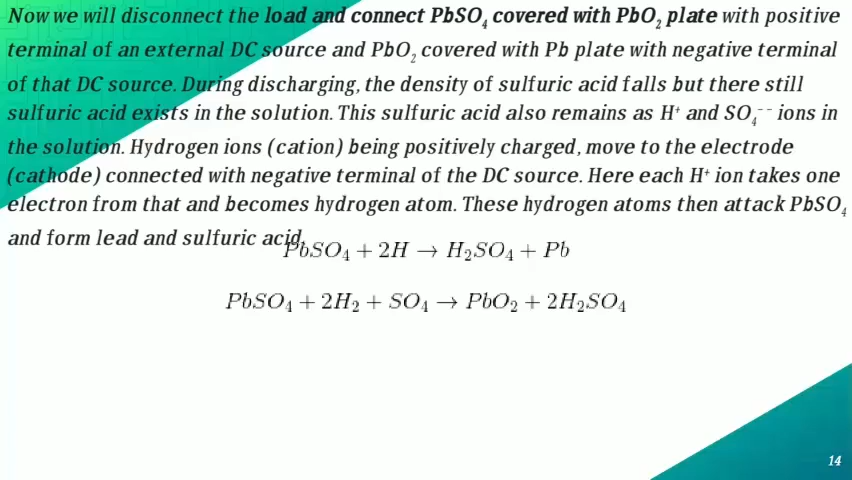 Now we will disconnect the load and connect PbSO₄ covered with PbO₂ plate with positive
terminal of an external DC source and PbO₂ covered with Pb plate with negative terminal
of that DC source. During discharging, the density of sulfuric acid falls but there still
sulfuric acid exists in the solution. This sulfuric acid also remains as H⁺ and SO₄⁻⁻ ions in
the solution. Hydrogen ions (cation) being positively charged, move to the electrode
(cathode) connected with negative terminal of the DC source. Here each H⁺ ion takes one
electron from that and becomes hydrogen atom. These hydrogen atoms then attack PbSO₄
and form lead and sulfuric acid.
PbSO₄ + 2H → H₂SO₄ + Pb
PbSO₄ + 2H₂ + SO₄ → PbO₂ + 2H₂SO₄
14